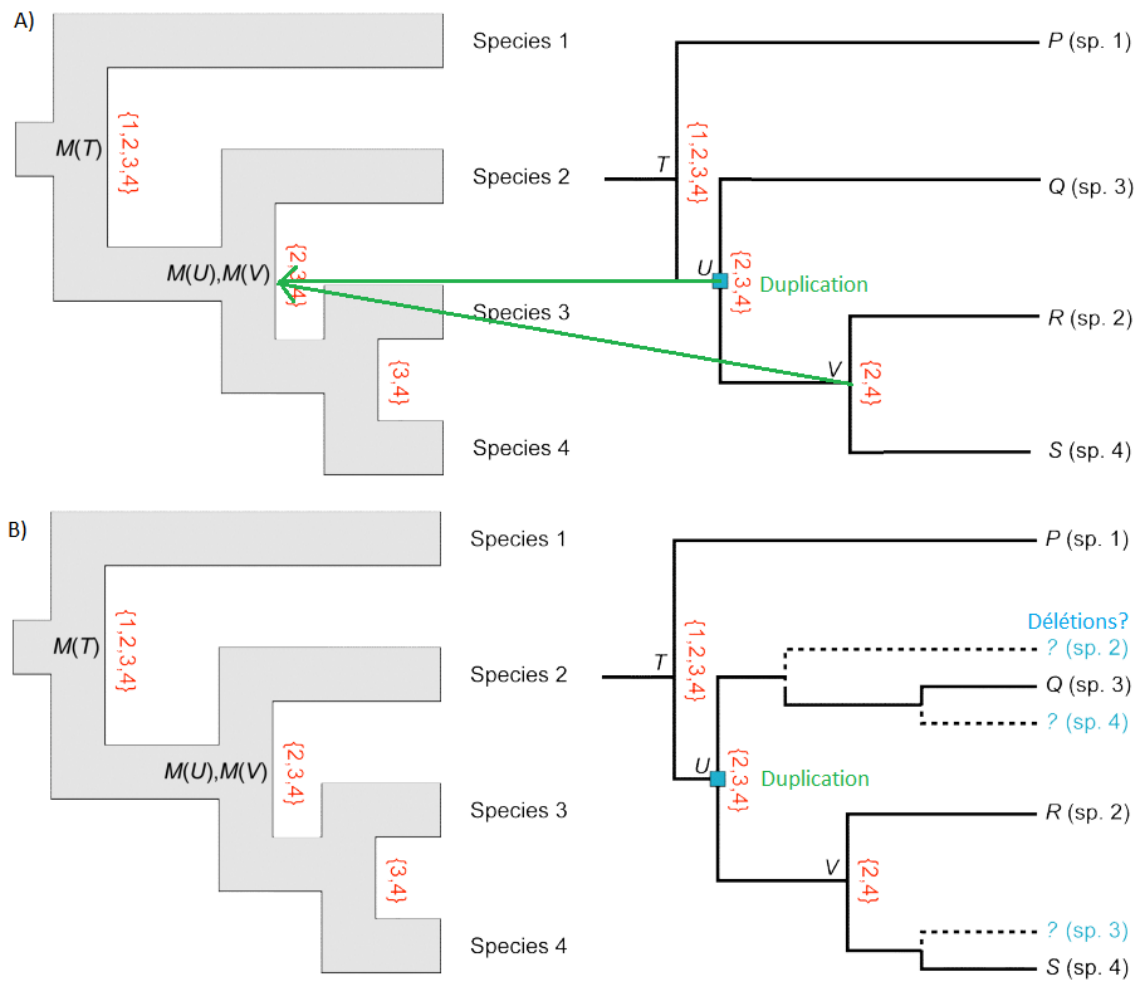 A)
Species 1
P (sp. 1)
M(T)
{1,2,3,4}
T
{1,2,3,4}
Species 2
Q (sp. 3)
M(U),M(V)
{2,3,4}
U
{2,3,4}
Duplication
Species 3
R (sp. 2)
{3,4}
V
{2,4}
Species 4
S (sp. 4)
B)
Species 1
P (sp. 1)
Délétions?
? (sp. 2)
M(T)
{1,2,3,4}
T
{1,2,3,4}
Species 2
Q (sp. 3)
? (sp. 4)
M(U),M(V)
{2,3,4}
U
{2,3,4}
Duplication
Species 3
R (sp. 2)
{3,4}
V
{2,4}
? (sp. 3)
Species 4
S (sp. 4)